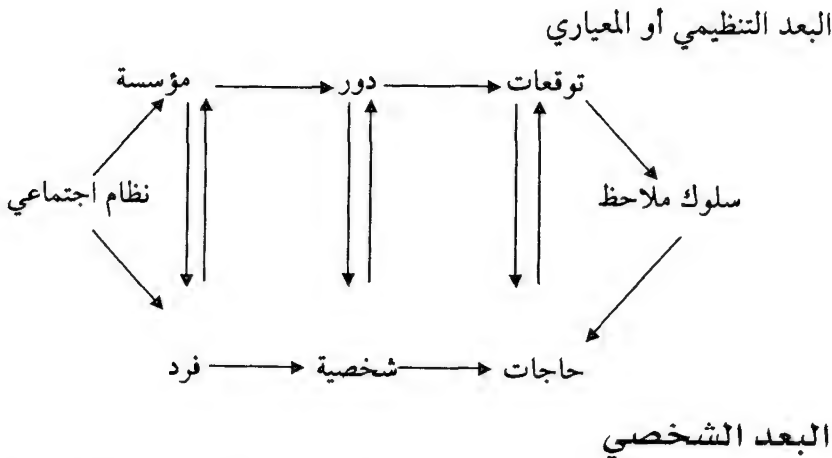 البعد التنظيمي أو المعياري
مؤسسة دور توقعات
نظام اجتماعي سلوك ملاحظ
فرد شخصية حاجات
البعد الشخصي